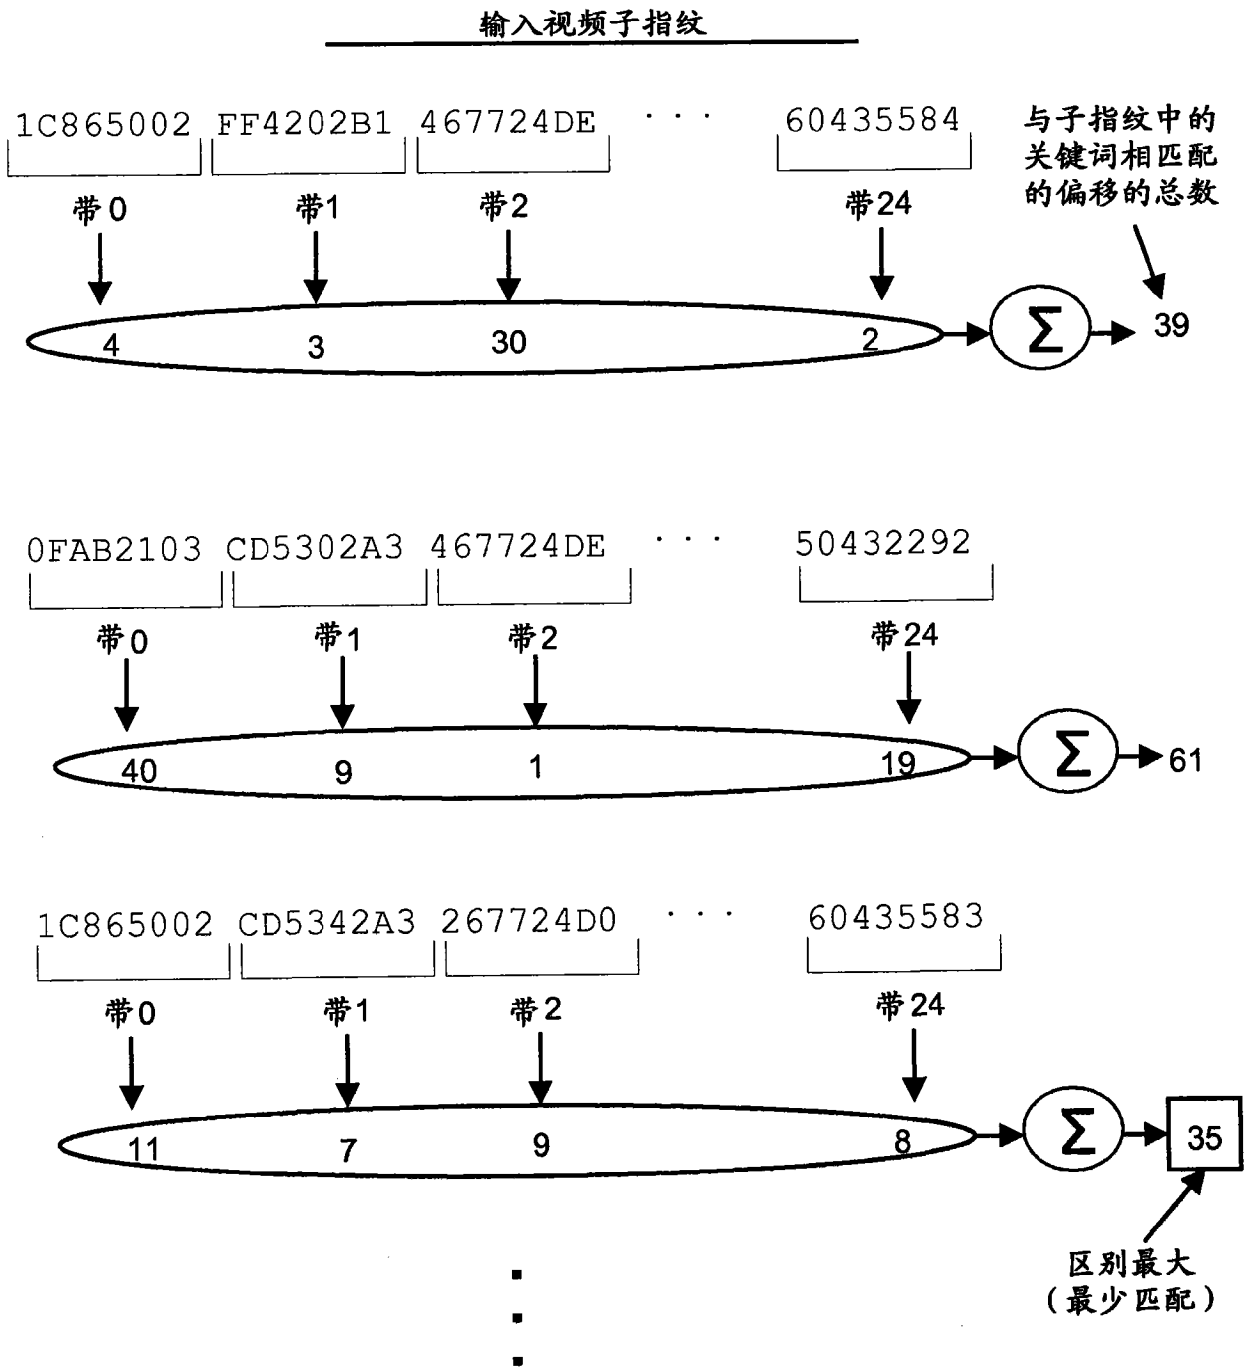 输入视频子指纹
1C865002 FF4202B1 467724DE · · · 60435584
与子指纹中的
关键词相匹配
的偏移的总数
带0 带1 带2 带24
4 3 30 2 Σ 39
0FAB2103 CD5302A3 467724DE · · · 50432292
带0 带1 带2 带24
40 9 1 19 Σ 61
1C865002 CD5342A3 267724D0 · · · 60435583
带0 带1 带2 带24
11 7 9 8 Σ 35
区别最大
（最少匹配）